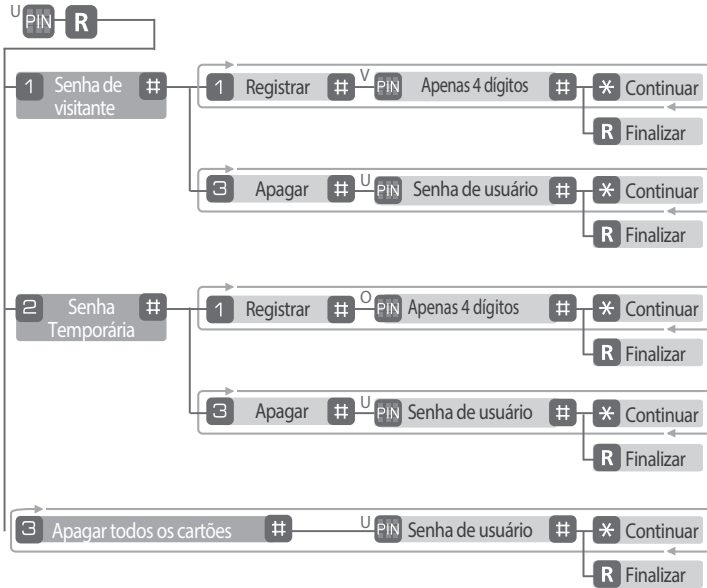 U PIN R
1 Senha de visitante # 1 Registrar # V PIN Apenas 4 dígitos # * Continuar
R Finalizar
3 Apagar # U PIN Senha de usuário # * Continuar
R Finalizar
2 Senha Temporária # 1 Registrar # O PIN Apenas 4 dígitos # * Continuar
R Finalizar
3 Apagar # U PIN Senha de usuário # * Continuar
R Finalizar
3 Apagar todos os cartões # U PIN Senha de usuário # * Continuar
R Finalizar